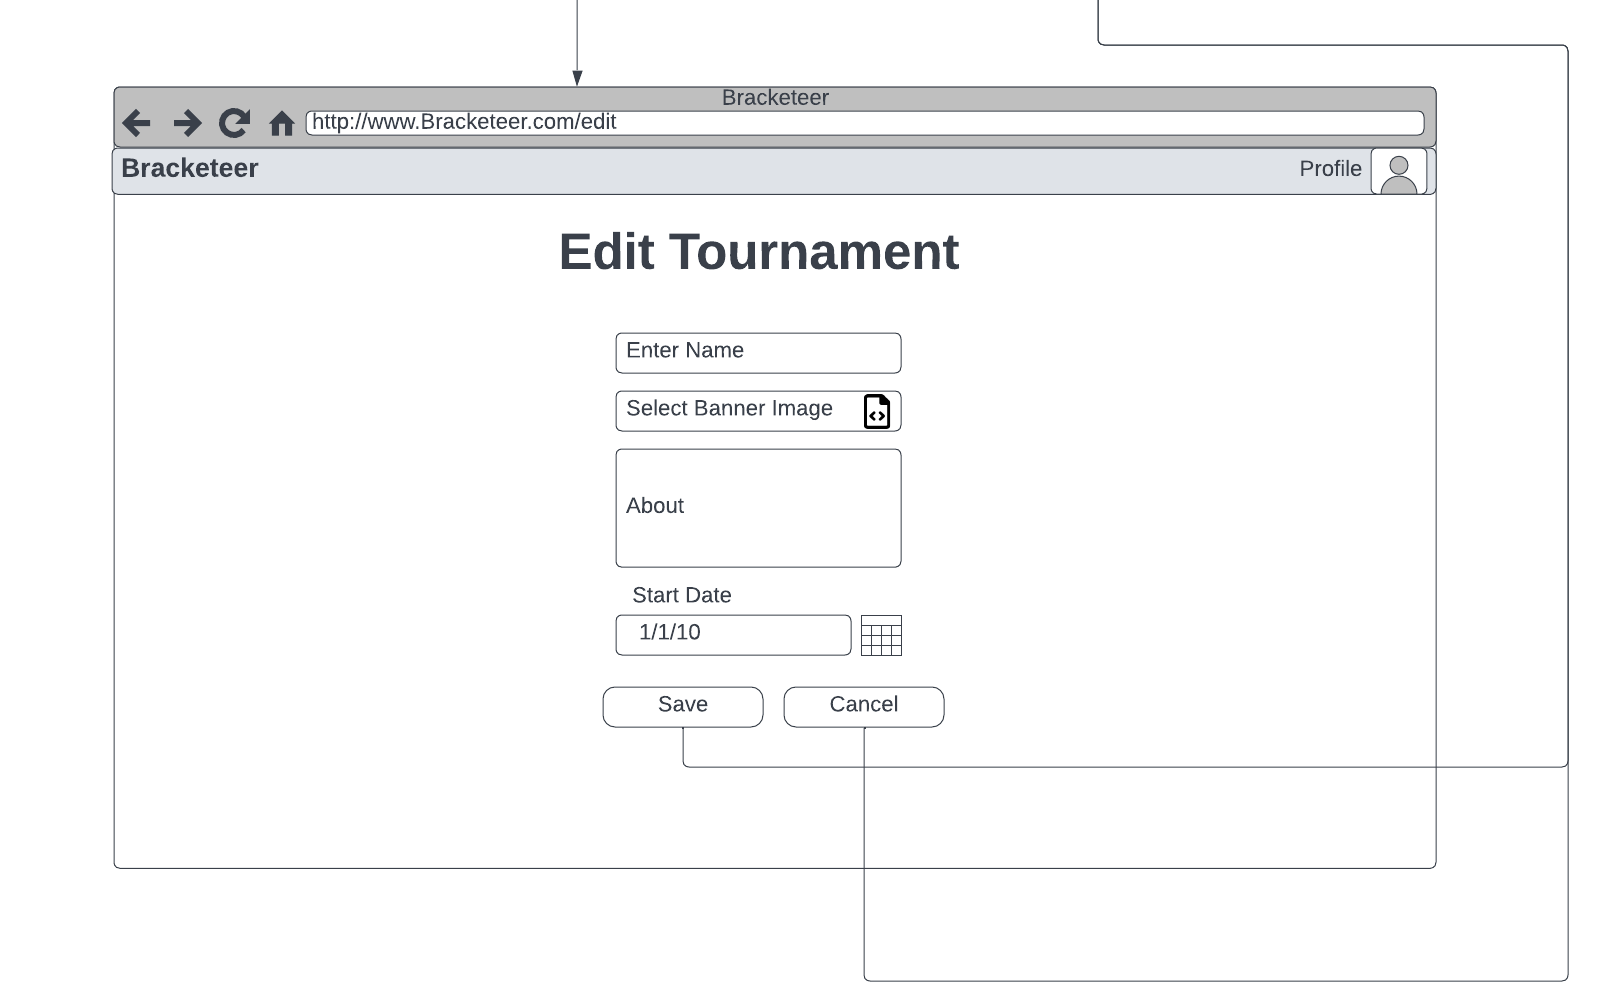 Bracketeer
http://www.Bracketeer.com/edit
Bracketeer
Profile
Edit Tournament
Enter Name
Select Banner Image
About
Start Date
1/1/10
Save
Cancel